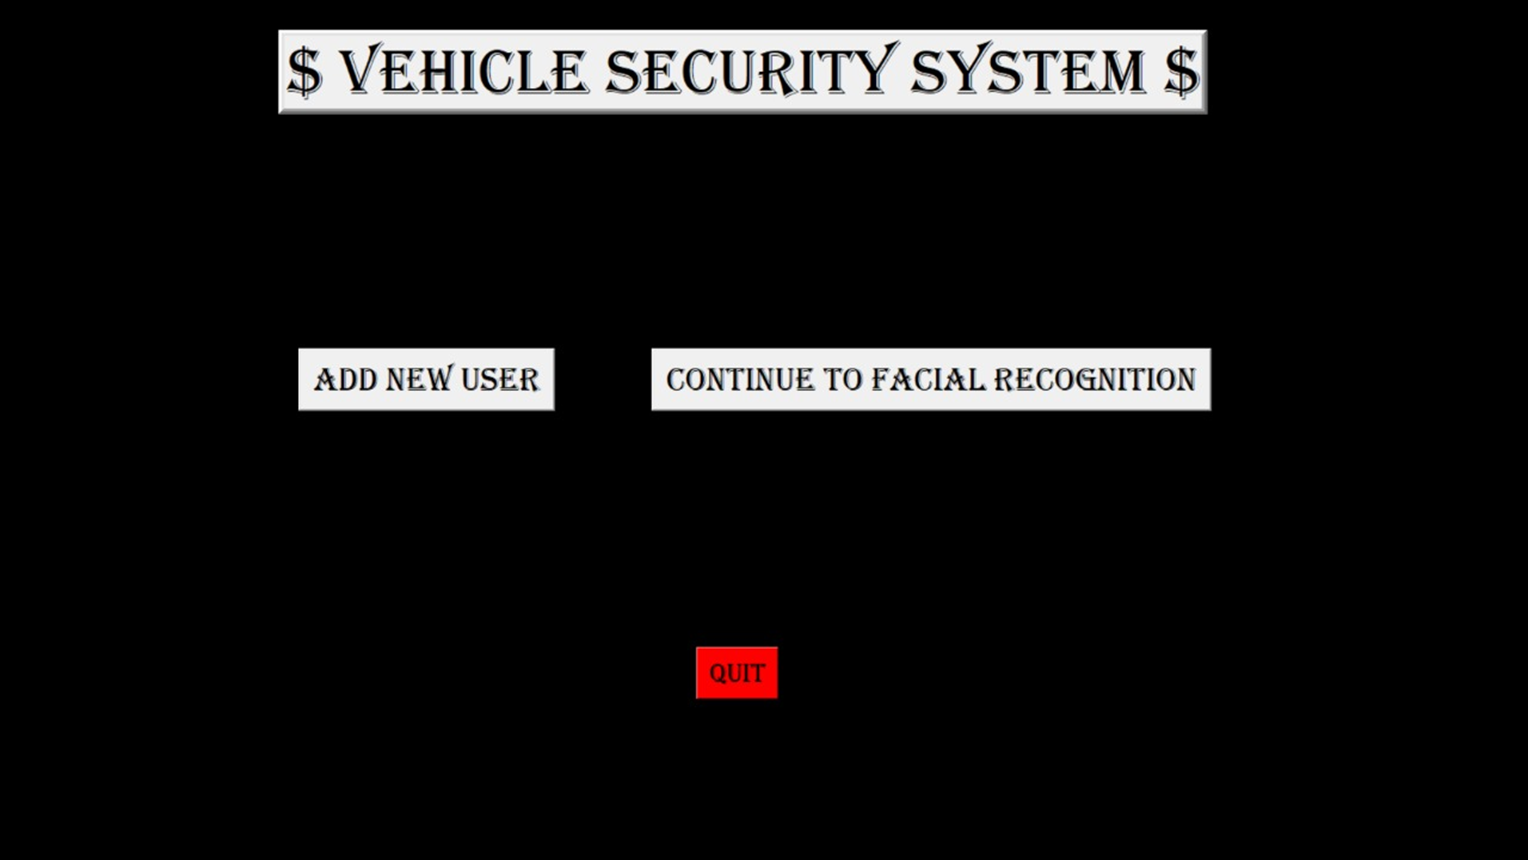 $ VEHICLE SECURITY SYSTEM $
ADD NEW USER
CONTINUE TO FACIAL RECOGNITION
QUIT